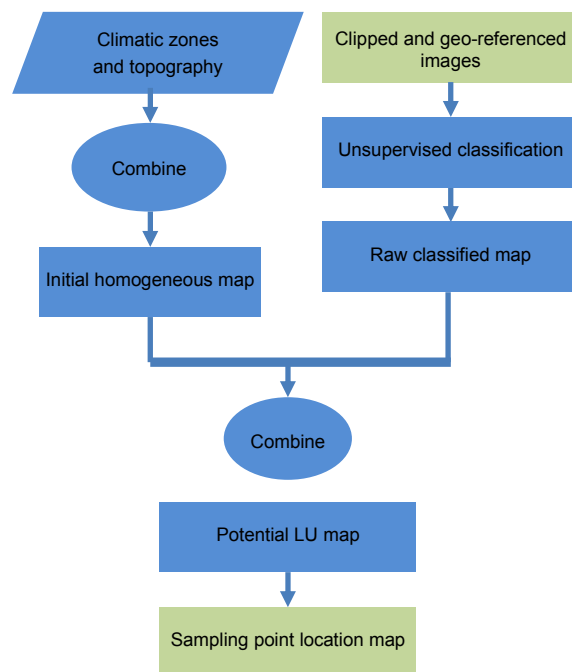 Climatic zones
and topography
Combine
Initial homogeneous map
Clipped and geo-referenced
images
Unsupervised classification
Raw classified map
Combine
Potential LU map
Sampling point location map